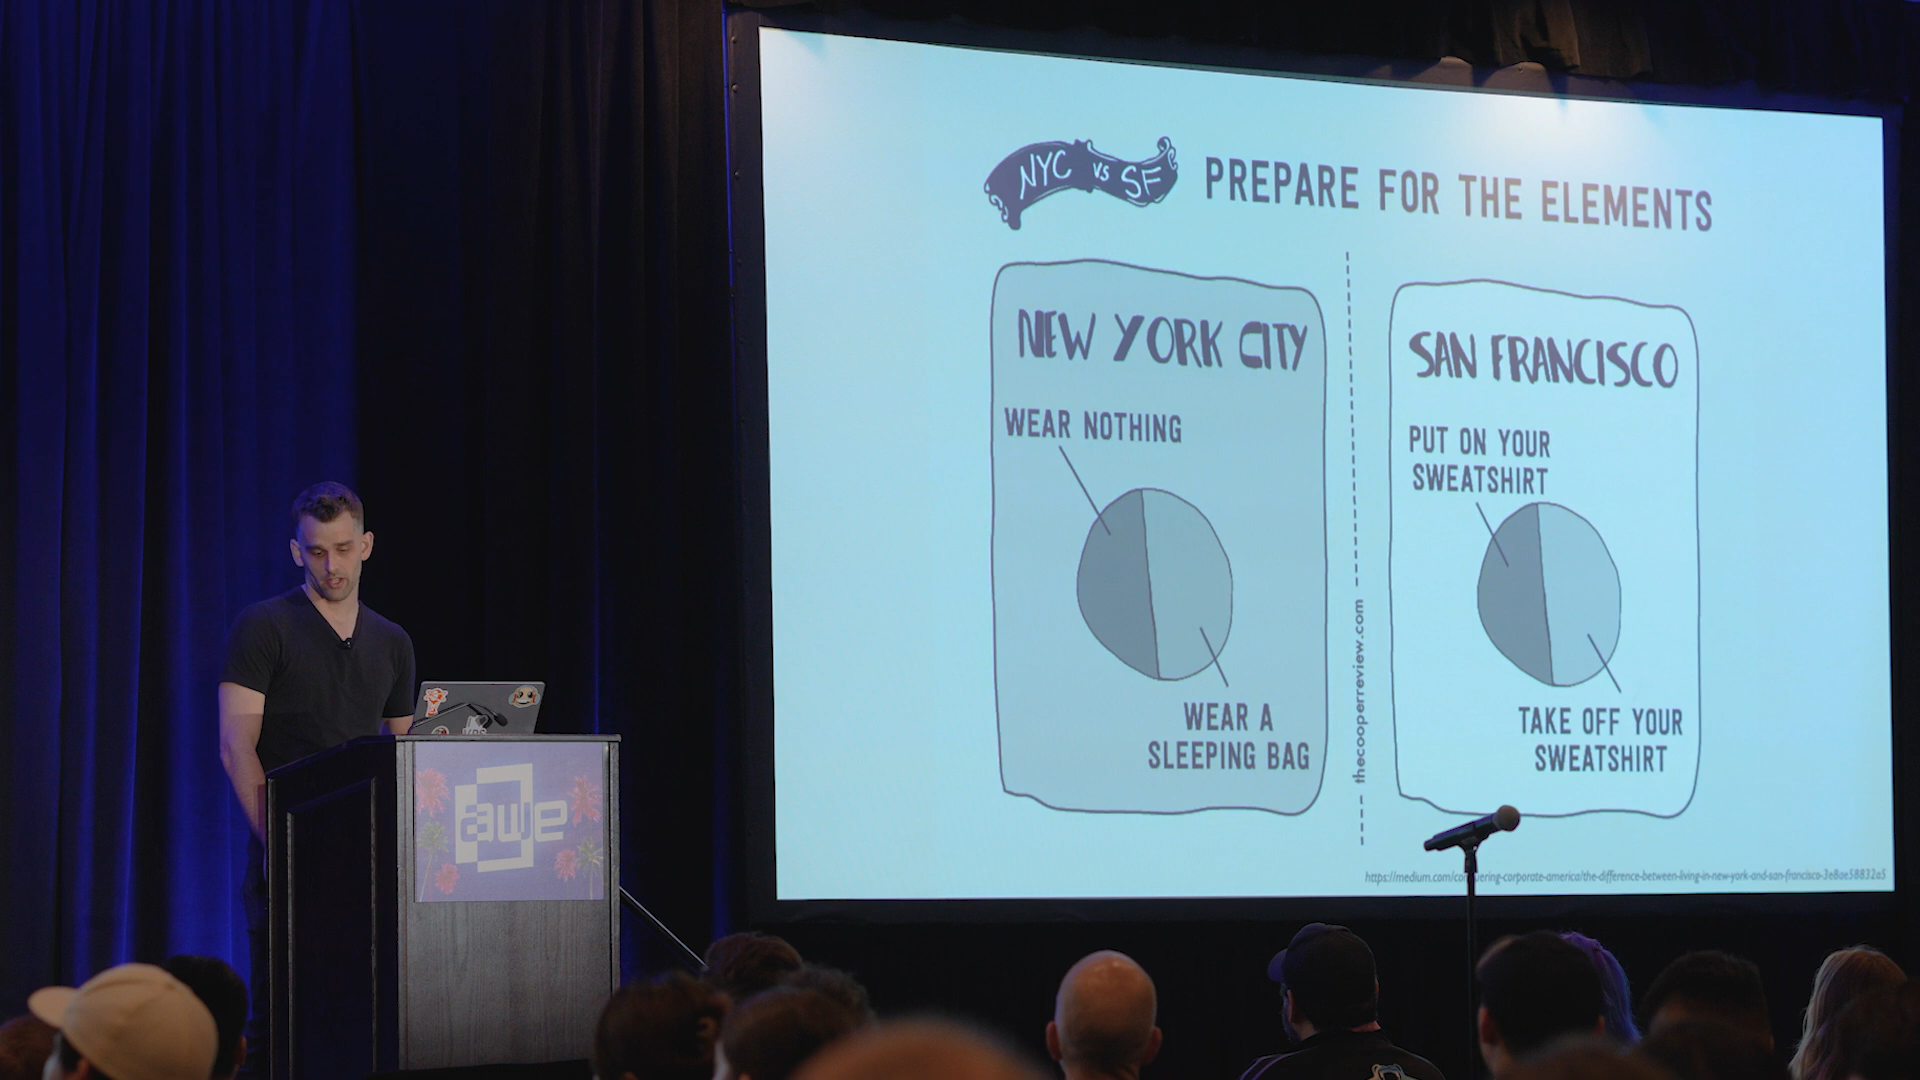 NYC VS SF
PREPARE FOR THE ELEMENTS
NEW YORK CITY
WEAR NOTHING
WEAR A
SLEEPING BAG
thecooperreview.com
SAN FRANCISCO
PUT ON YOUR
SWEATSHIRT
TAKE OFF YOUR
SWEATSHIRT
awe